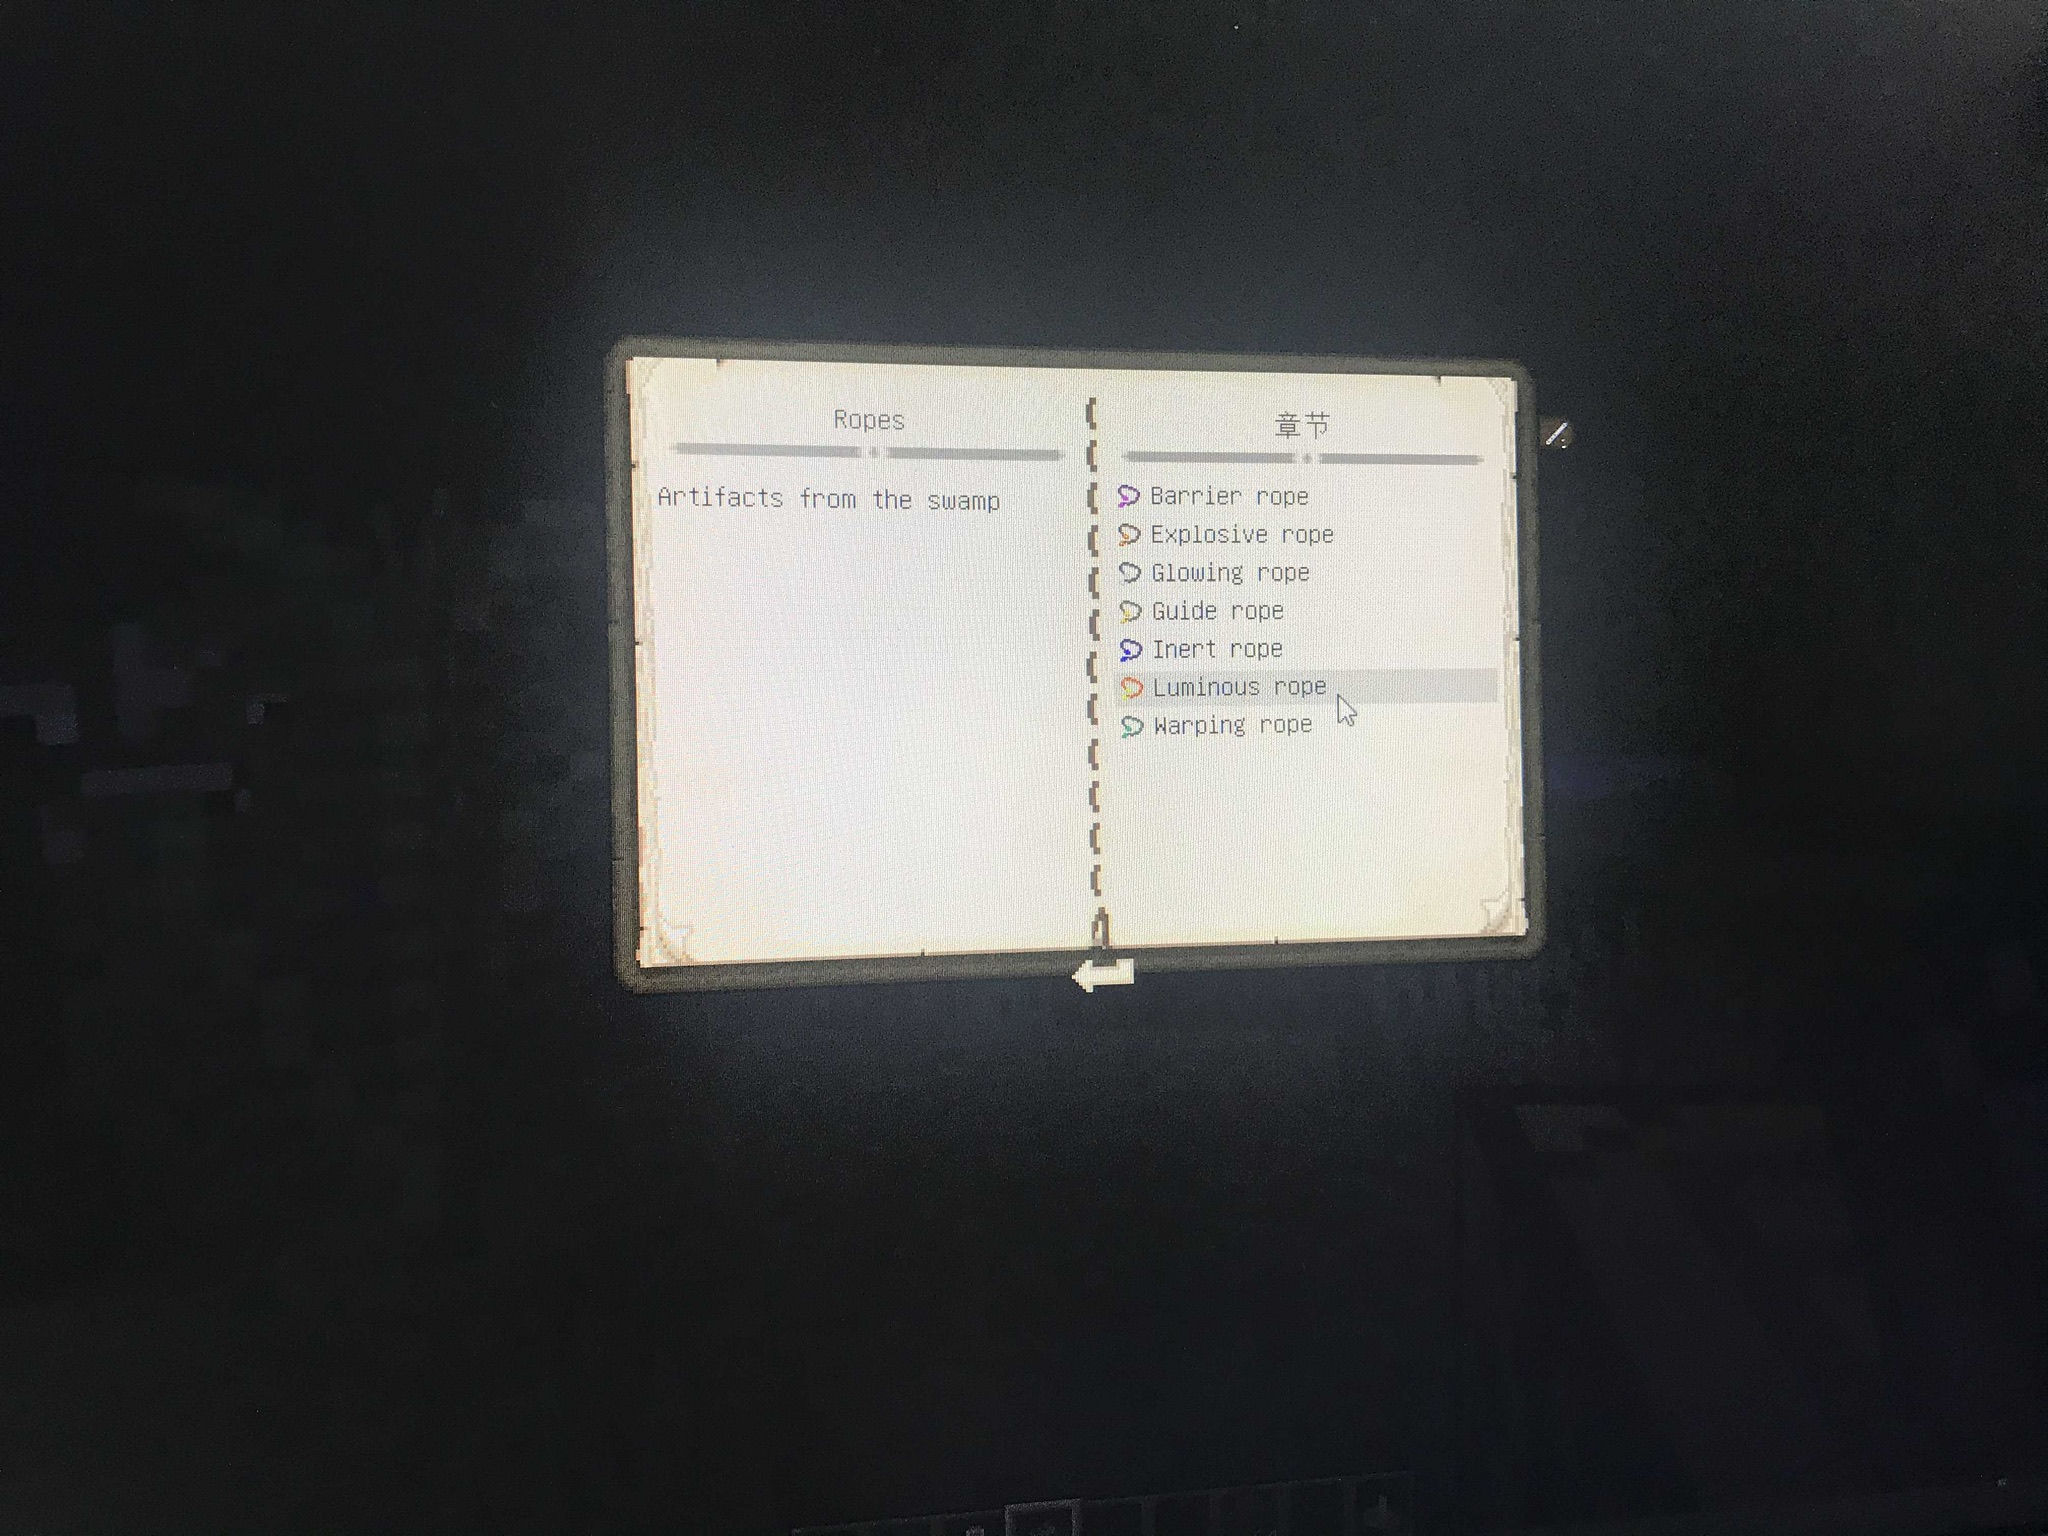 Ropes
Artifacts from the swamp
章节
Barrier rope
Explosive rope
Glowing rope
Guide rope
Inert rope
Luminous rope
Warping rope